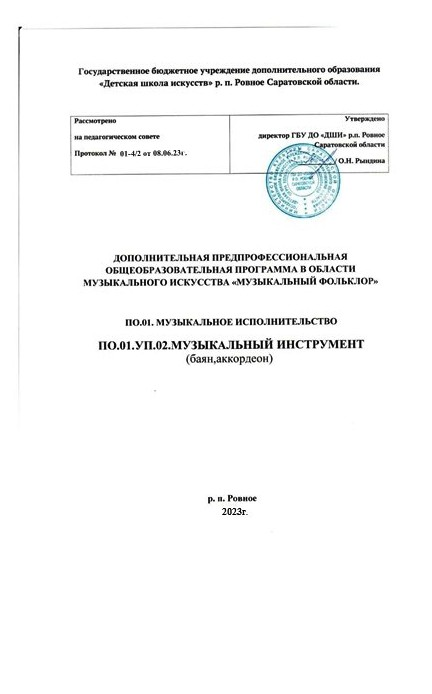 Государственное бюджетное учреждение дополнительного образования
«Детская школа искусств» р. п. Ровное Саратовской области.
Рассмотрено
на педагогическом совете
Протокол № 01-4/2 от 08.06.23г.
Утверждено
директор ГБУ ДО «ДШИ» р.п. Ровное
Саратовской области
/ О.Н. Рындина
ДОПОЛНИТЕЛЬНАЯ ПРЕДПРОФЕССИОНАЛЬНАЯ
ОБЩЕОБРАЗОВАТЕЛЬНАЯ ПРОГРАММА В ОБЛАСТИ
МУЗЫКАЛЬНОГО ИСКУССТВА «МУЗЫКАЛЬНЫЙ ФОЛЬКЛОР»
ПО.01. МУЗЫКАЛЬНОЕ ИСПОЛНИТЕЛЬСТВО
ПО.01.УП.02.МУЗЫКАЛЬНЫЙ ИНСТРУМЕНТ
(баян,аккордеон)
р. п. Ровное
2023г.